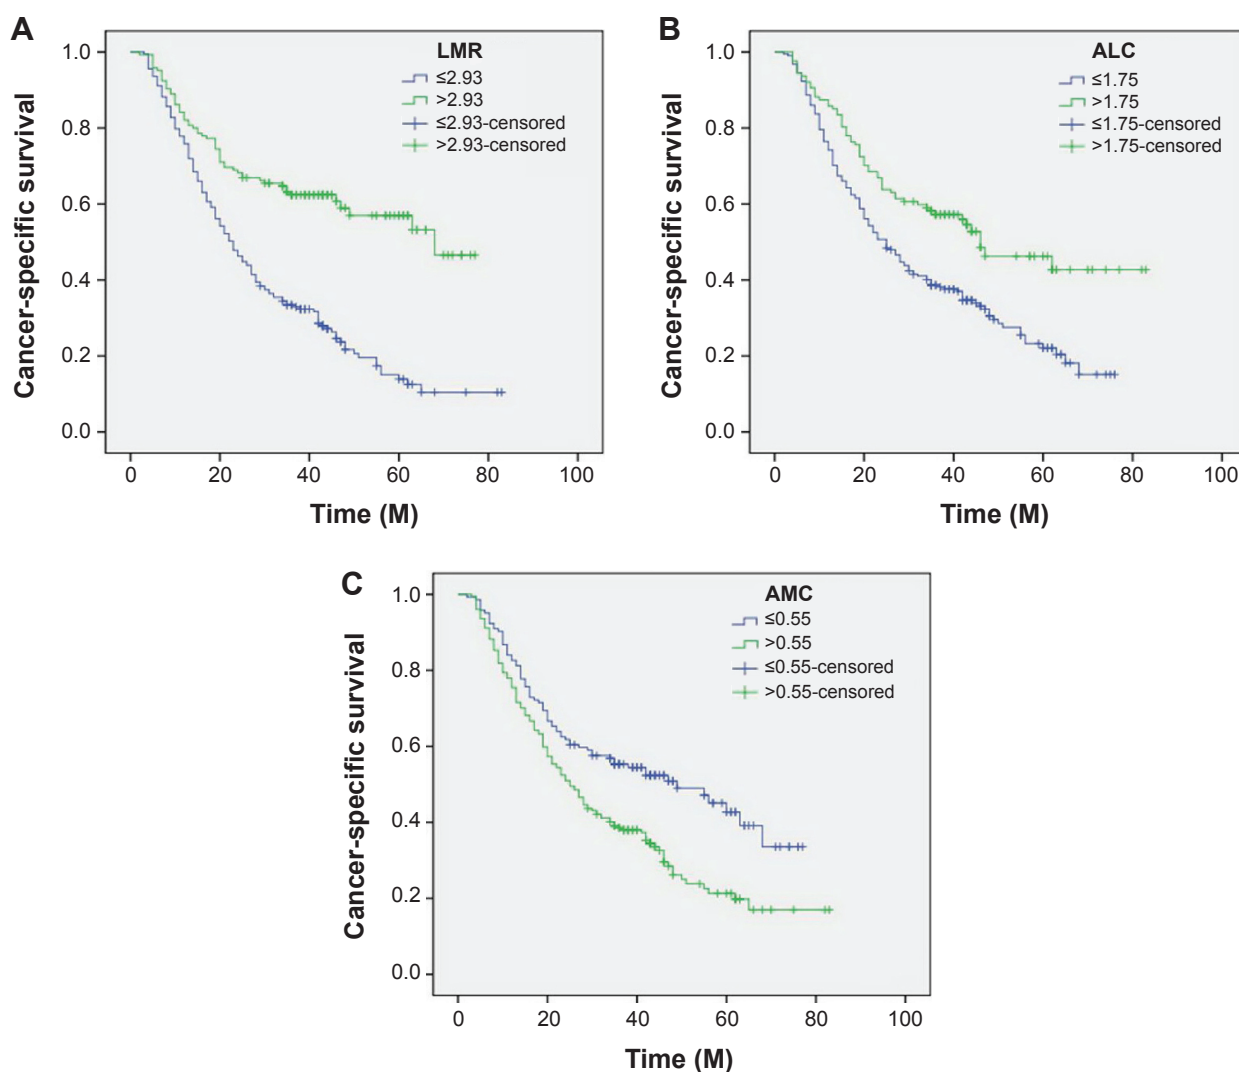 A
LMR
≤2.93
>2.93
≤2.93-censored
>2.93-censored
Cancer-specific survival
1.0
0.8
0.6
0.4
0.2
0.0
0 20 40 60 80 100
Time (M)
B
ALC
≤1.75
>1.75
≤1.75-censored
>1.75-censored
Cancer-specific survival
1.0
0.8
0.6
0.4
0.2
0.0
0 20 40 60 80 100
Time (M)
C
AMC
≤0.55
>0.55
≤0.55-censored
>0.55-censored
Cancer-specific survival
1.0
0.8
0.6
0.4
0.2
0.0
0 20 40 60 80 100
Time (M)